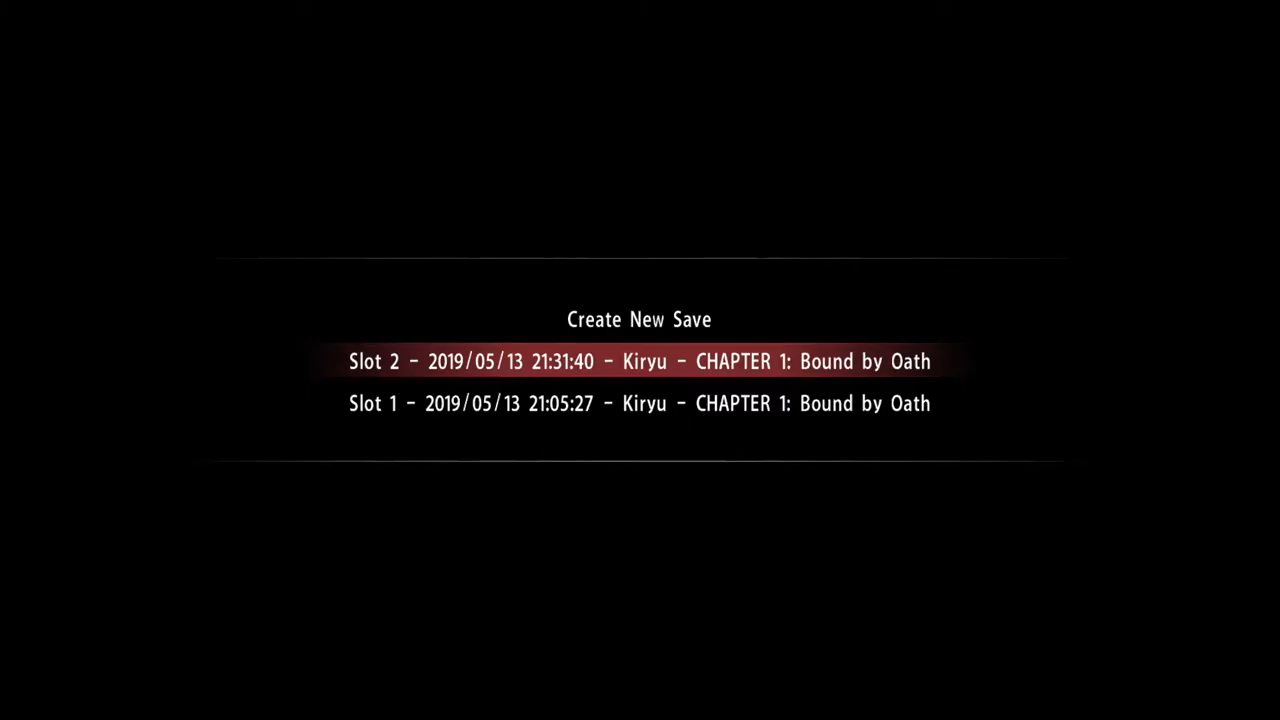 Create New Save
Slot 2 - 2019/05/13 21:31:40 - Kiryu - CHAPTER 1: Bound by Oath
Slot 1 - 2019/05/13 21:05:27 - Kiryu - CHAPTER 1: Bound by Oath